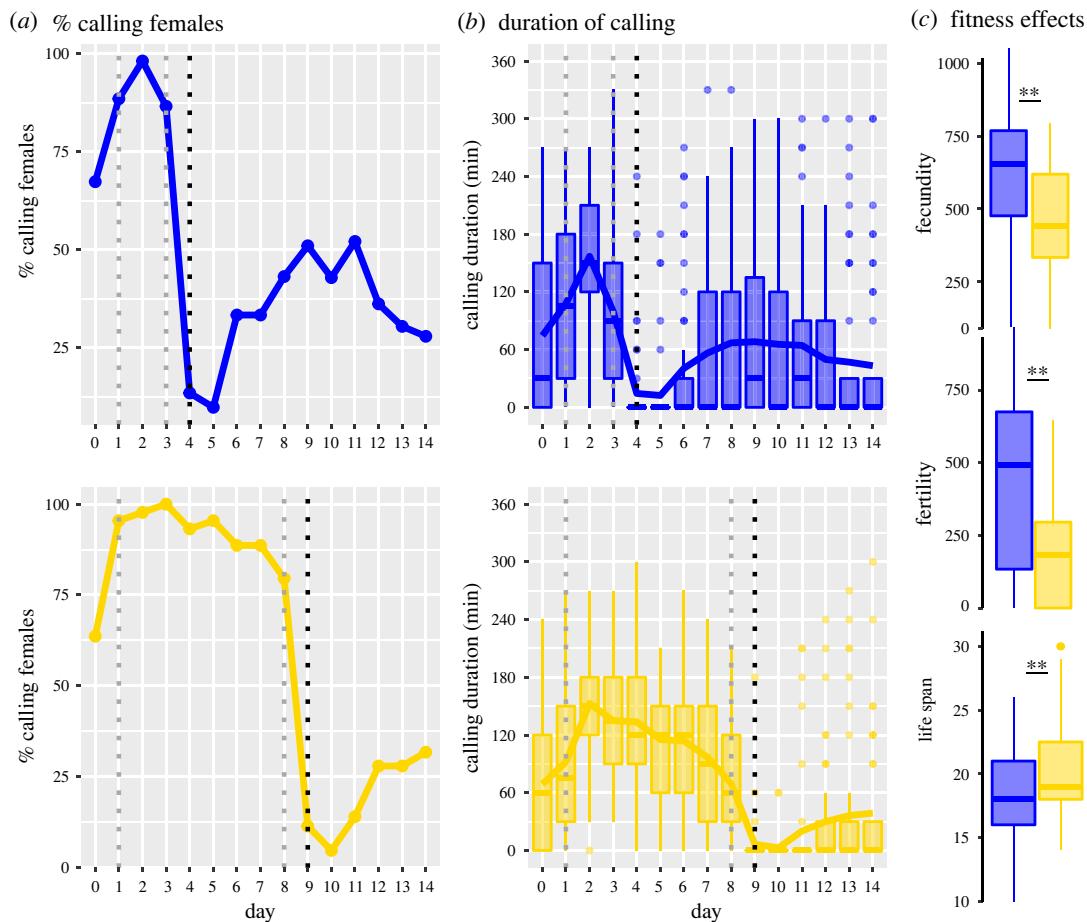 (a) % calling females
(b) duration of calling
(c) fitness effects
100
75
50
25
% calling females
0 1 2 3 4 5 6 7 8 9 10 11 12 13 14
360
300
240
180
120
60
0
calling duration (min)
0 1 2 3 4 5 6 7 8 9 10 11 12 13 14
1000
750
500
250
0
fecundity
**
750
500
250
0
fertility
**
100
75
50
25
0
% calling females
0 1 2 3 4 5 6 7 8 9 10 11 12 13 14
day
360
300
240
180
120
60
0
calling duration (min)
0 1 2 3 4 5 6 7 8 9 10 11 12 13 14
day
30
25
20
15
10
life span
**